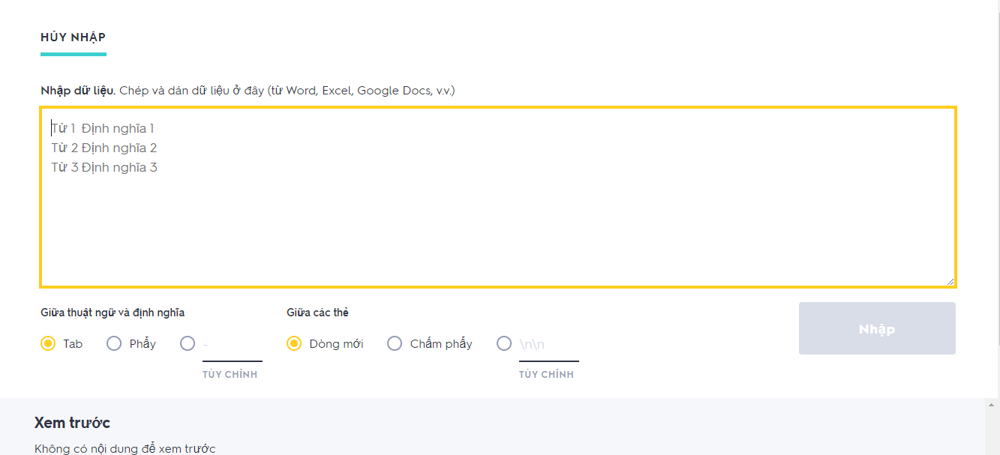 HỦY NHẬP
Nhập dữ liệu. Chép và dán dữ liệu ở đây (từ Word, Excel, Google Docs, v.v.)
Từ 1 Định nghĩa 1
Từ 2 Định nghĩa 2
Từ 3 Định nghĩa 3
Giữa thuật ngữ và định nghĩa
Giữa các thẻ
Tab Phẩy - Dòng mới Chấm phẩy \n\n
Nhập
TÙY CHỈNH TÙY CHỈNH
Xem trước
Không có nội dung để xem trước